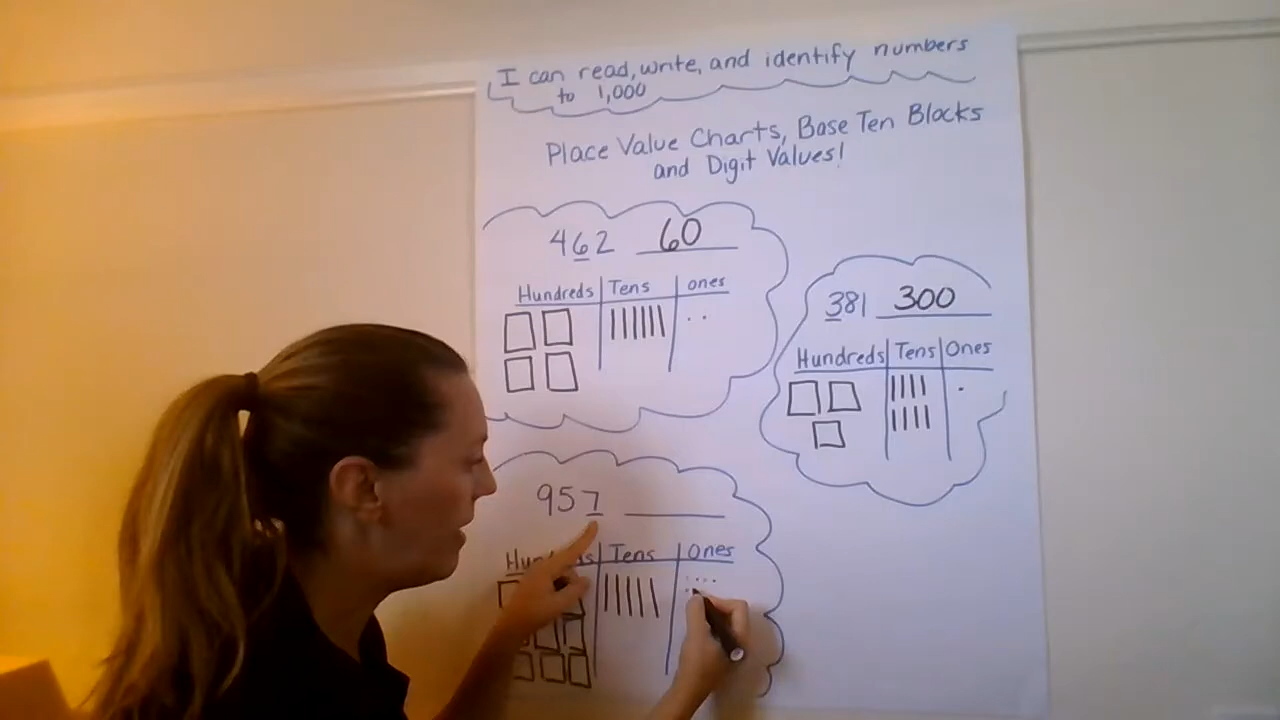 I can read, write, and identify numbers
to 1,000
Place Value Charts, Base Ten Blocks
and Digit Values!
462 60
Hundreds Tens ones
381 300
Hundreds Tens Ones
957
Tens Ones